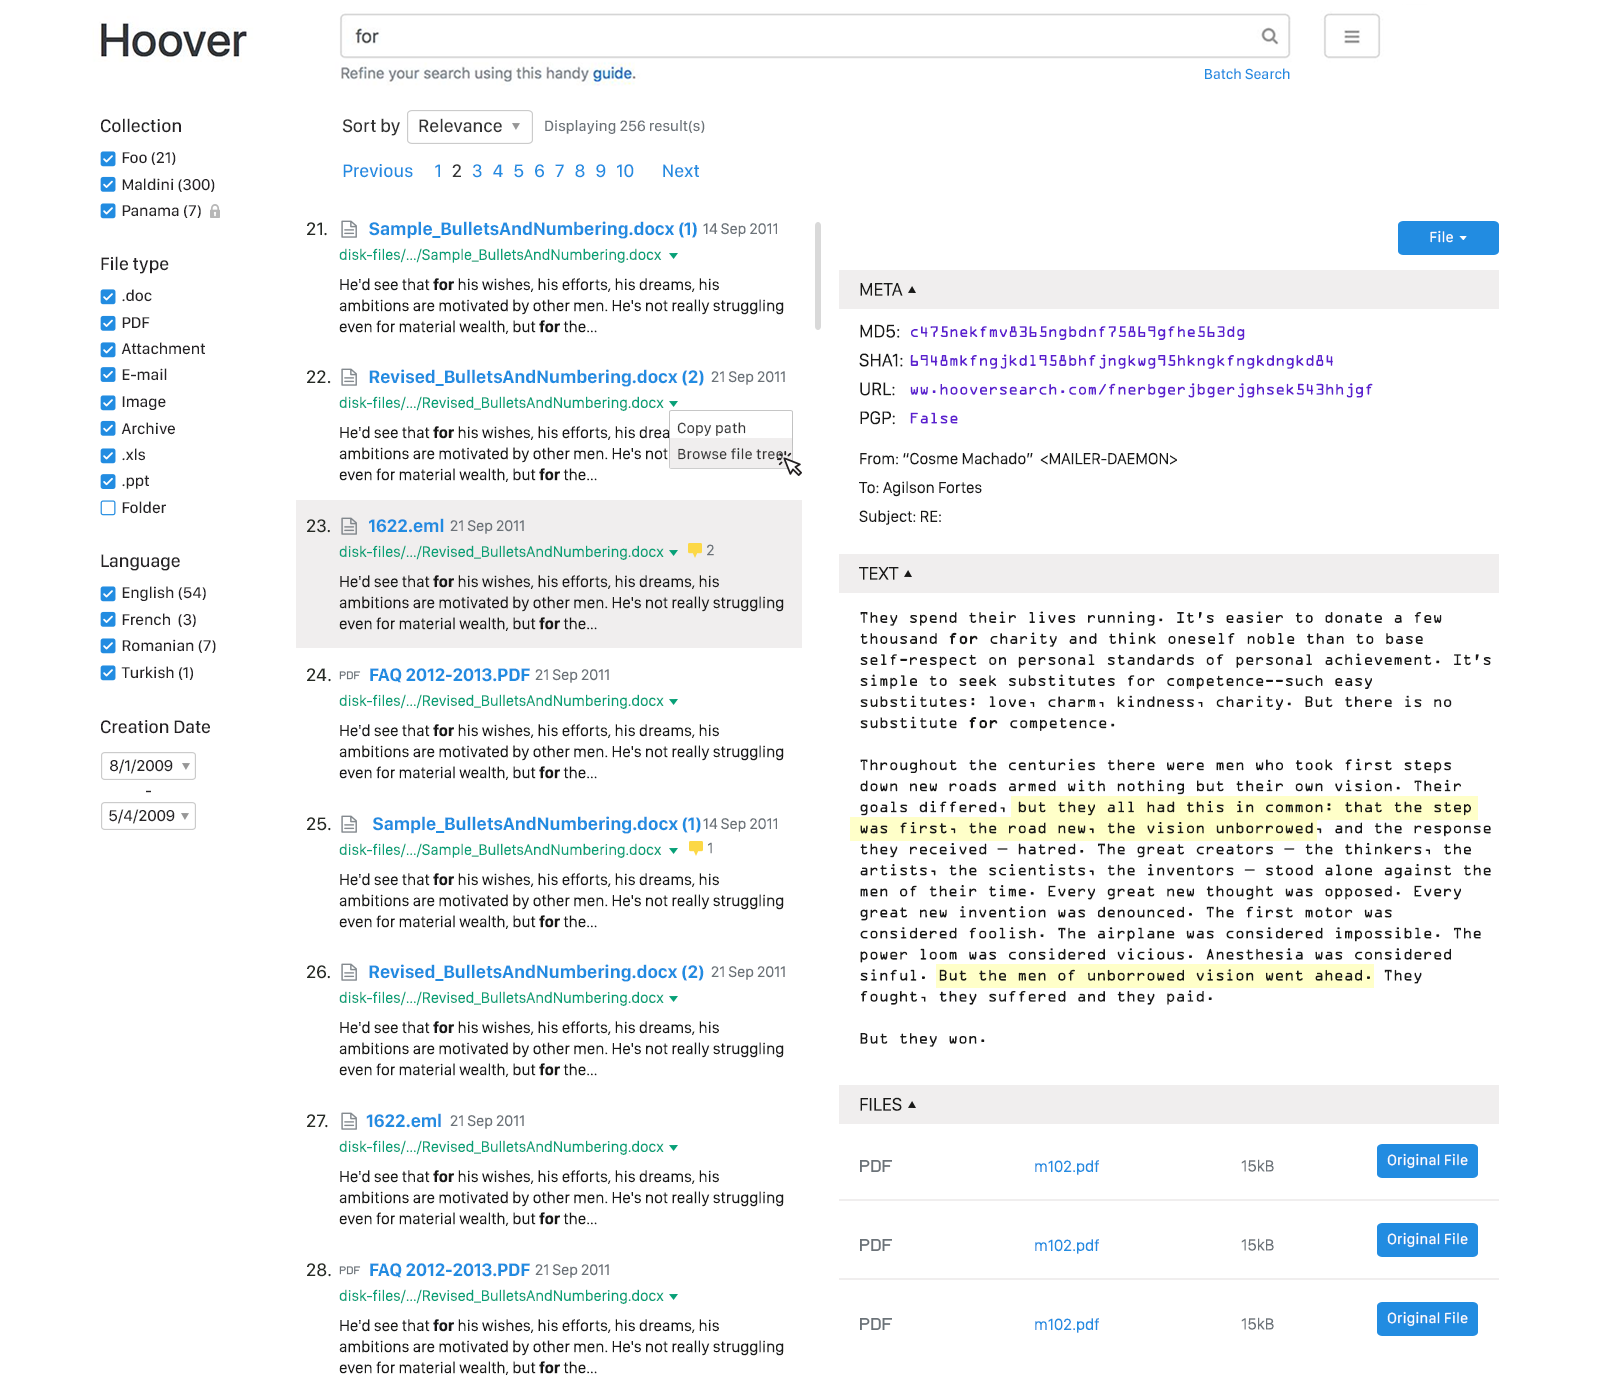 Hoover
for
Refine your search using this handy guide.
Batch Search
Collection
Foo (21)
Maldini (300)
Panama (7)
File type
.doc
PDF
Attachment
E-mail
Image
Archive
.xls
.ppt
Folder
Language
English (54)
French (3)
Romanian (7)
Turkish (1)
Creation Date
8/1/2009
-
5/4/2009
Sort by Relevance Displaying 256 result(s)
Previous 1 2 3 4 5 6 7 8 9 10 Next
21. Sample_BulletsAndNumbering.docx (1) 14 Sep 2011
disk-files/.../Sample_BulletsAndNumbering.docx
He'd see that for his wishes, his efforts, his dreams, his
ambitions are motivated by other men. He's not really struggling
even for material wealth, but for the...
22. Revised_BulletsAndNumbering.docx (2) 21 Sep 2011
disk-files/.../Revised_BulletsAndNumbering.docx
Copy path
Browse file tree
He'd see that for his wishes, his efforts, his drea
ambitions are motivated by other men. He's not
even for material wealth, but for the...
23. 1622.eml 21 Sep 2011
disk-files/.../Revised_BulletsAndNumbering.docx 2
He'd see that for his wishes, his efforts, his dreams, his
ambitions are motivated by other men. He's not really struggling
even for material wealth, but for the...
24. PDF FAQ 2012-2013.PDF 21 Sep 2011
disk-files/.../Revised_BulletsAndNumbering.docx
He'd see that for his wishes, his efforts, his dreams, his
ambitions are motivated by other men. He's not really struggling
even for material wealth, but for the...
25. Sample_BulletsAndNumbering.docx (1) 14 Sep 2011
disk-files/.../Sample_BulletsAndNumbering.docx 1
He'd see that for his wishes, his efforts, his dreams, his
ambitions are motivated by other men. He's not really struggling
even for material wealth, but for the...
26. Revised_BulletsAndNumbering.docx (2) 21 Sep 2011
disk-files/.../Revised_BulletsAndNumbering.docx
He'd see that for his wishes, his efforts, his dreams, his
ambitions are motivated by other men. He's not really struggling
even for material wealth, but for the...
27. 1622.eml 21 Sep 2011
disk-files/.../Revised_BulletsAndNumbering.docx
He'd see that for his wishes, his efforts, his dreams, his
ambitions are motivated by other men. He's not really struggling
even for material wealth, but for the...
28. PDF FAQ 2012-2013.PDF 21 Sep 2011
disk-files/.../Revised_BulletsAndNumbering.docx
He'd see that for his wishes, his efforts, his dreams, his
ambitions are motivated by other men. He's not really struggling
even for material wealth, but for the...
File
META
MD5: c475nekfmv8365ngbdnf75869gfhe563dg
SHA1: 6948mkfngjkdl958bhfjngkwg95hkngkfngkdngkd84
URL: ww.hooversearch.com/fnerbgerjbgerjghsek543hhjgf
PGP: False
From: “Cosme Machado” <MAILER-DAEMON>
To: Agilson Fortes
Subject: RE:
TEXT
They spend their lives running. It's easier to donate a few
thousand for charity and think oneself noble than to base
self-respect on personal standards of personal achievement. It's
simple to seek substitutes for competence--such easy
substitutes: love, charm, kindness, charity. But there is no
substitute for competence.
Throughout the centuries there were men who took first steps
down new roads armed with nothing but their own vision. Their
goals differed, but they all had this in common: that the step
was first, the road new, the vision unborrowed, and the response
they received — hatred. The great creators — the thinkers, the
artists, the scientists, the inventors — stood alone against the
men of their time. Every great new thought was opposed. Every
great new invention was denounced. The first motor was
considered foolish. The airplane was considered impossible. The
power loom was considered vicious. Anesthesia was considered
sinful. But the men of unborrowed vision went ahead. They
fought, they suffered and they paid.
But they won.
FILES
PDF m102.pdf 15kB Original File
PDF m102.pdf 15kB Original File
PDF m102.pdf 15kB Original File